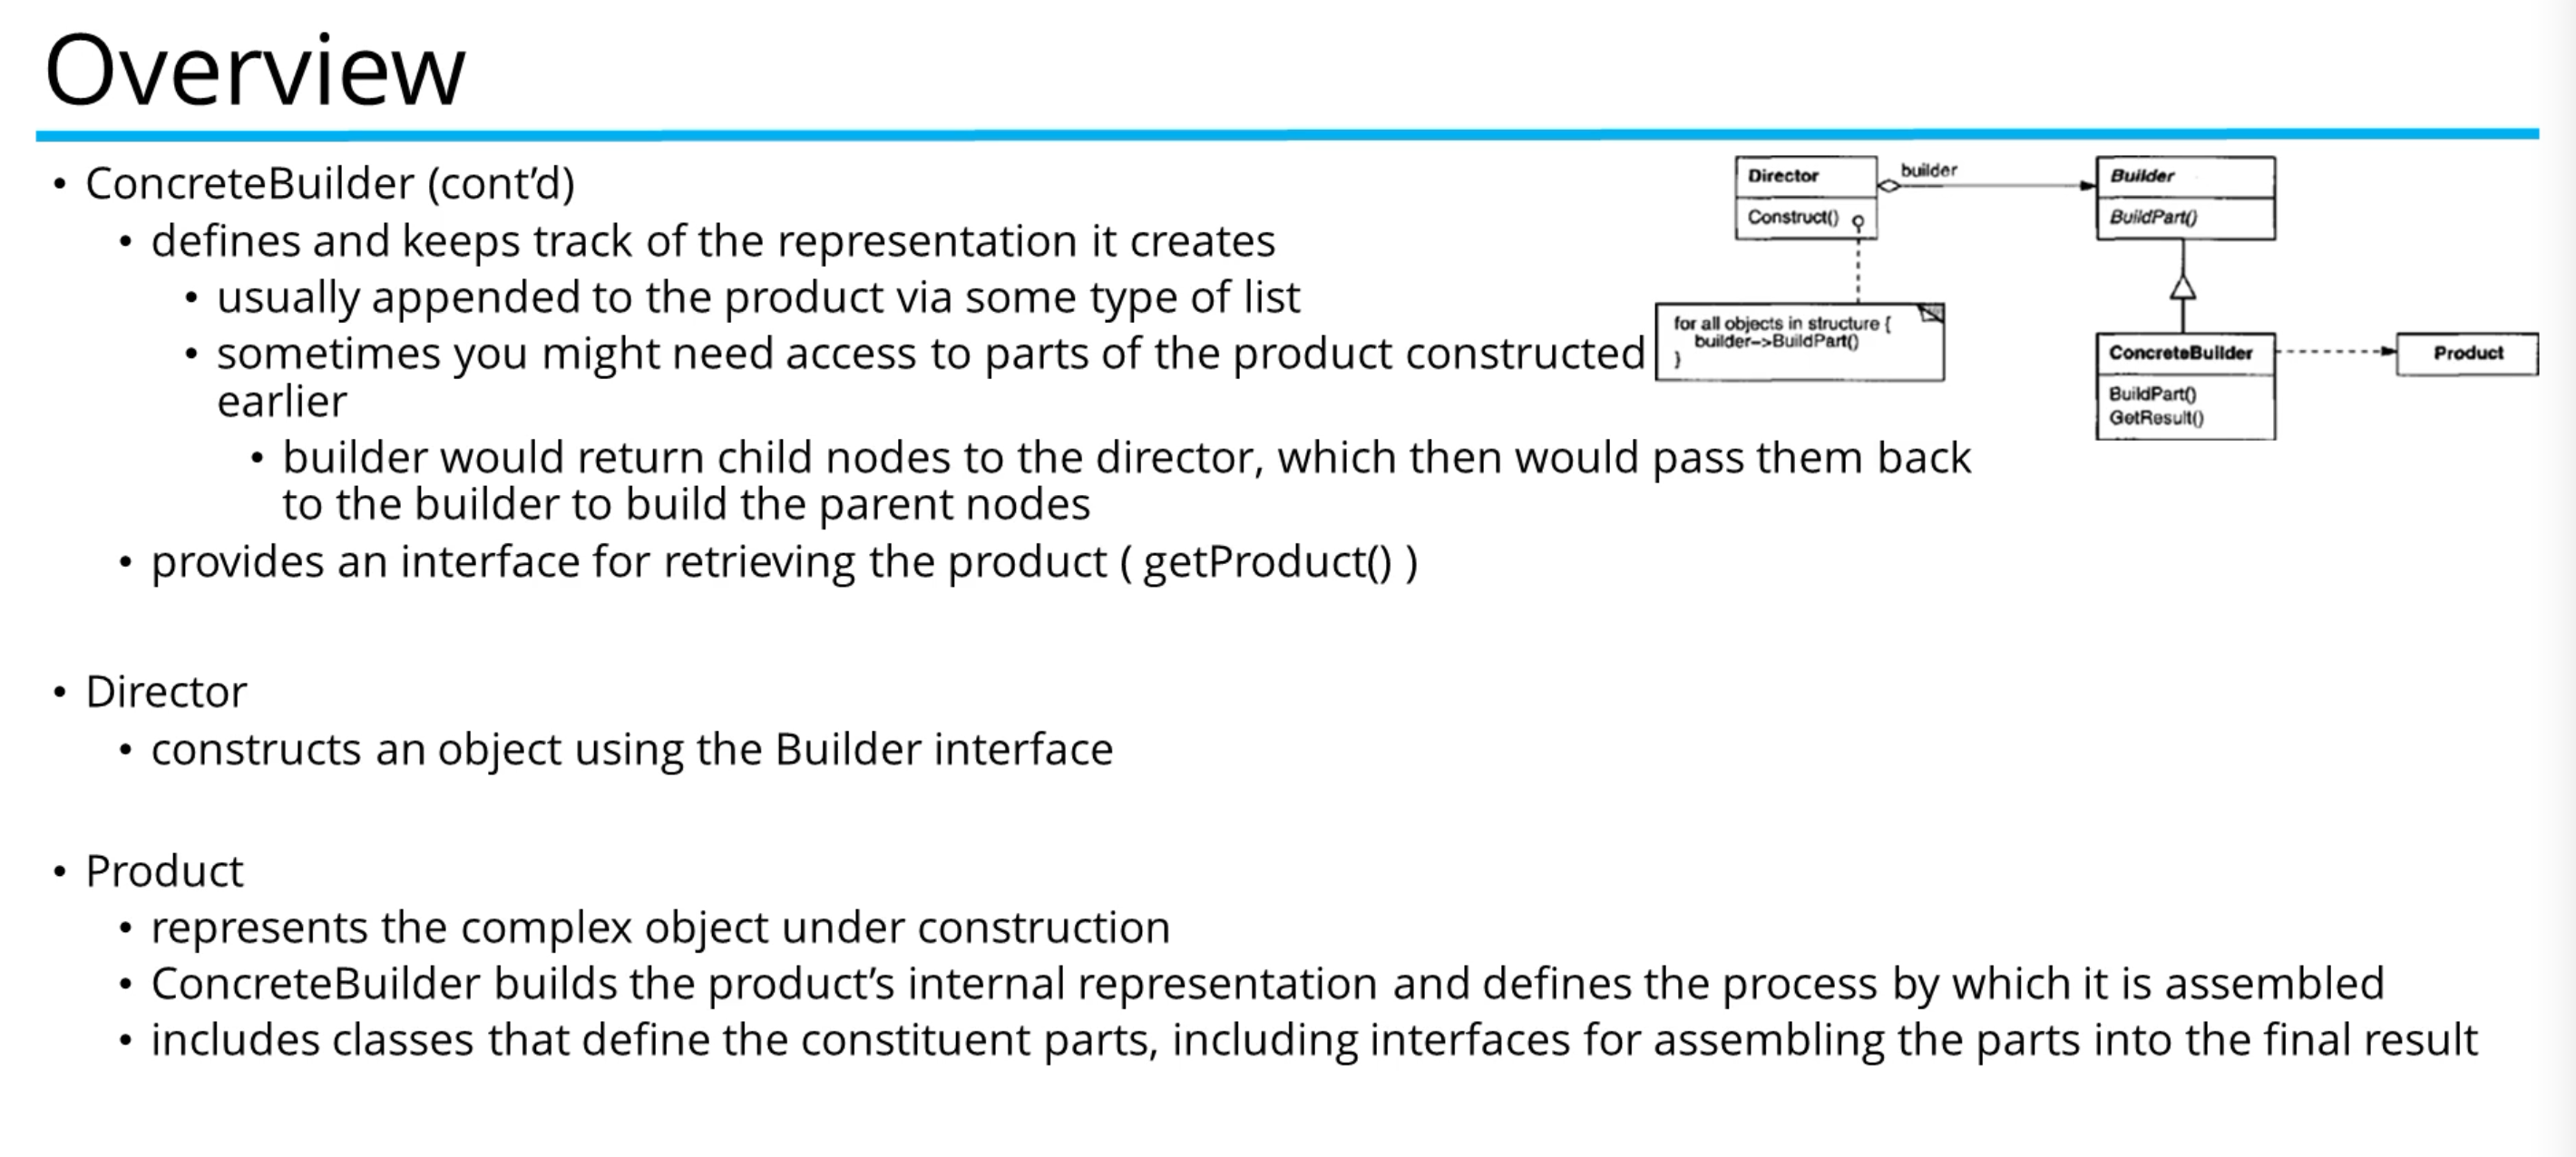 Overview
• ConcreteBuilder (cont’d)
• defines and keeps track of the representation it creates
• usually appended to the product via some type of list
• sometimes you might need access to parts of the product constructed
earlier
• builder would return child nodes to the director, which then would pass them back
to the builder to build the parent nodes
• provides an interface for retrieving the product ( getProduct() )
• Director
• constructs an object using the Builder interface
• Product
• represents the complex object under construction
• ConcreteBuilder builds the product’s internal representation and defines the process by which it is assembled
• includes classes that define the constituent parts, including interfaces for assembling the parts into the final result
Director
Construct()
builder
Builder
BuildPart()
for all objects in structure {
builder->BuildPart()
}
ConcreteBuilder
BuildPart()
GetResult()
Product